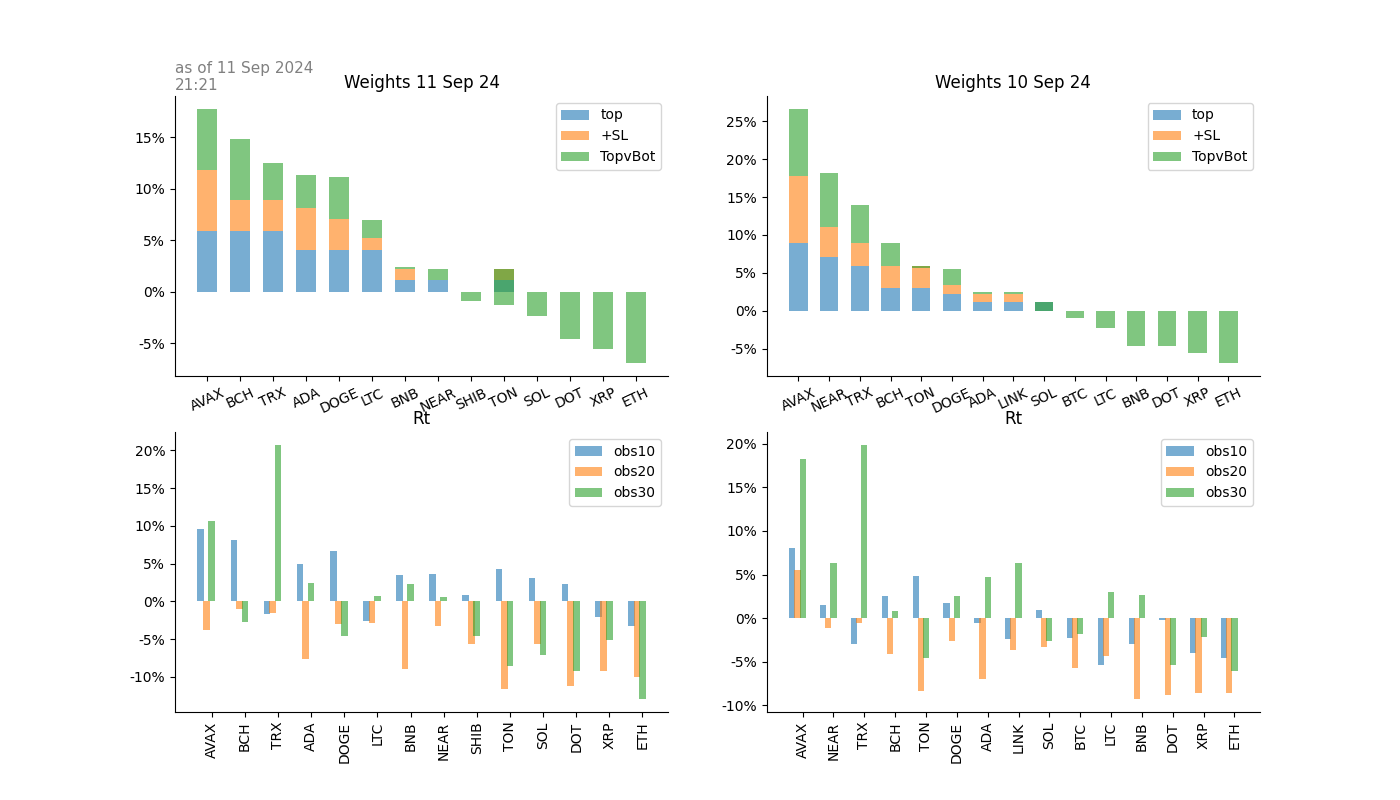 as of 11 Sep 2024
21:21
Weights 11 Sep 24
top
+SL
TopvBot
15%
10%
5%
0%
-5%
AVAX BCH TRX ADA DOGE LTC BNB NEAR SHIB TON SOL DOT XRP ETH
Weights 10 Sep 24
top
+SL
TopvBot
25%
20%
15%
10%
5%
0%
-5%
AVAX NEAR TRX BCH TON DOGE ADA LINK SOL BTC LTC BNB DOT XRP ETH
Rt
obs10
obs20
obs30
20%
15%
10%
5%
0%
-5%
-10%
AVAX BCH TRX ADA DOGE LTC BNB NEAR SHIB TON SOL DOT XRP ETH
Rt
obs10
obs20
obs30
20%
15%
10%
5%
0%
-5%
-10%
AVAX NEAR TRX BCH TON DOGE ADA LINK SOL BTC LTC BNB DOT XRP ETH